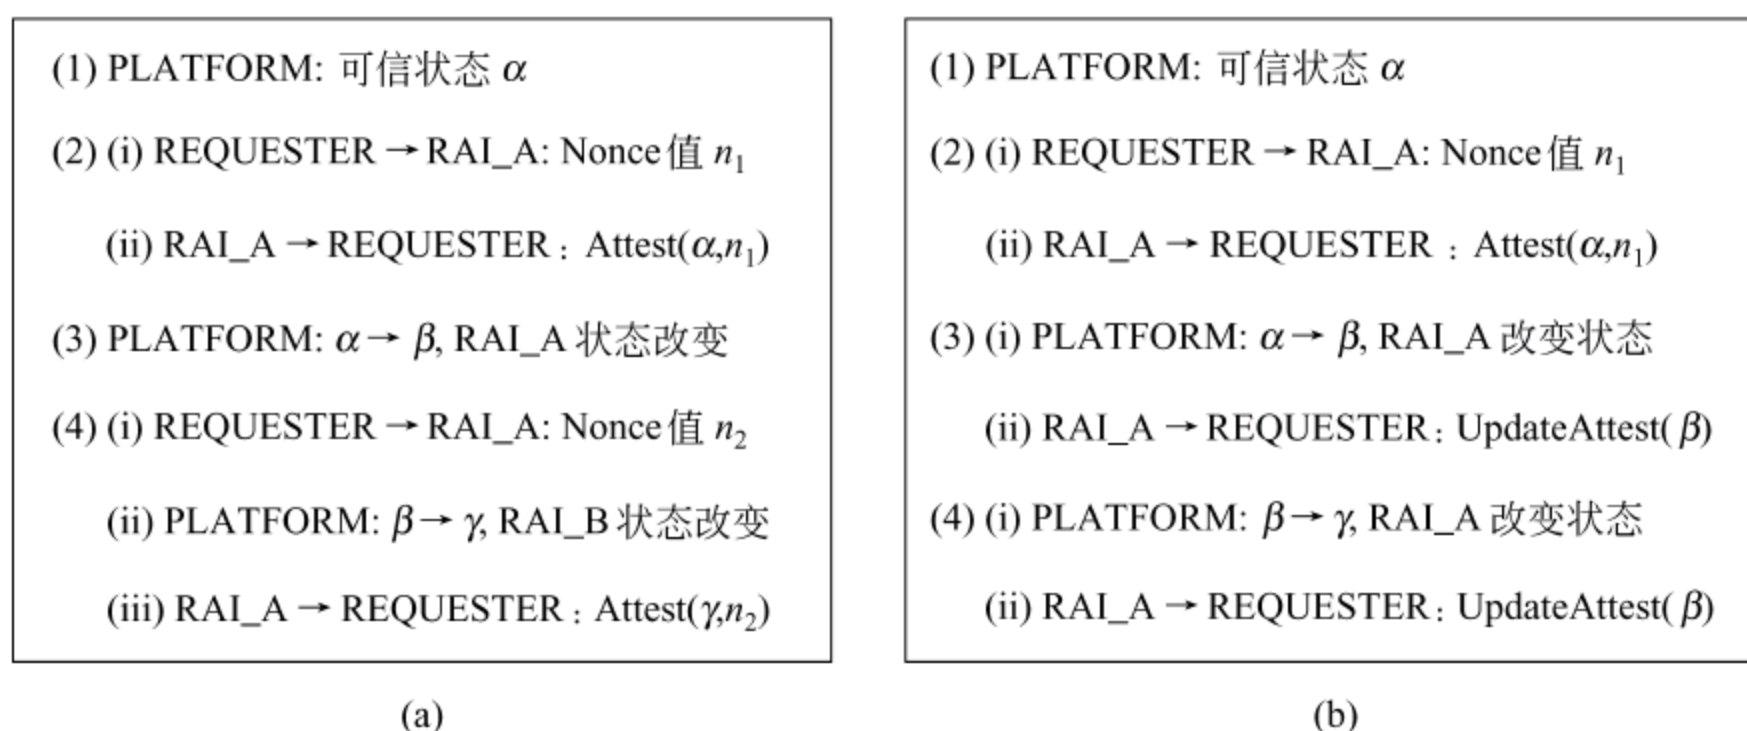 (1) PLATFORM: 可信状态 α
(2) (i) REQUESTER → RAI_A: Nonce值 n₁
(ii) RAI_A → REQUESTER: Attest(α,n₁)
(3) PLATFORM: α → β, RAI_A 状态改变
(4) (i) REQUESTER → RAI_A: Nonce值 n₂
(ii) PLATFORM: β → γ, RAI_B 状态改变
(iii) RAI_A → REQUESTER: Attest(γ,n₂)
(a)
(1) PLATFORM: 可信状态 α
(2) (i) REQUESTER → RAI_A: Nonce值 n₁
(ii) RAI_A → REQUESTER : Attest(α,n₁)
(3) (i) PLATFORM: α → β, RAI_A 改变状态
(ii) RAI_A → REQUESTER: UpdateAttest(β)
(4) (i) PLATFORM: β → γ, RAI_A 改变状态
(ii) RAI_A → REQUESTER: UpdateAttest(β)
(b)